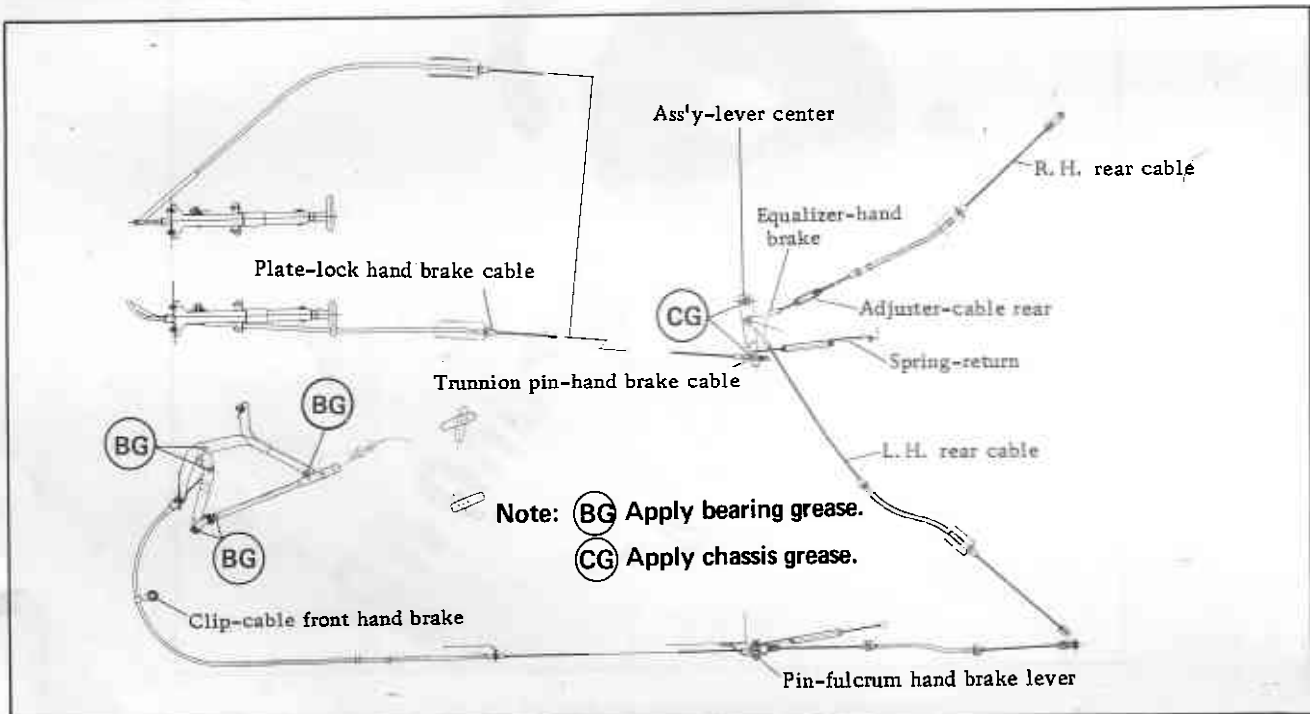 Ass'y-lever center
R. H. rear cable
Equalizer-hand
brake
Plate-lock hand brake cable
CG
Adjuster-cable rear
Spring-return
Trunnion pin-hand brake cable
BG
BG
L. H. rear cable
Note: BG Apply bearing grease.
BG
CG Apply chassis grease.
Clip-cable front hand brake
Pin-fulcrum hand brake lever